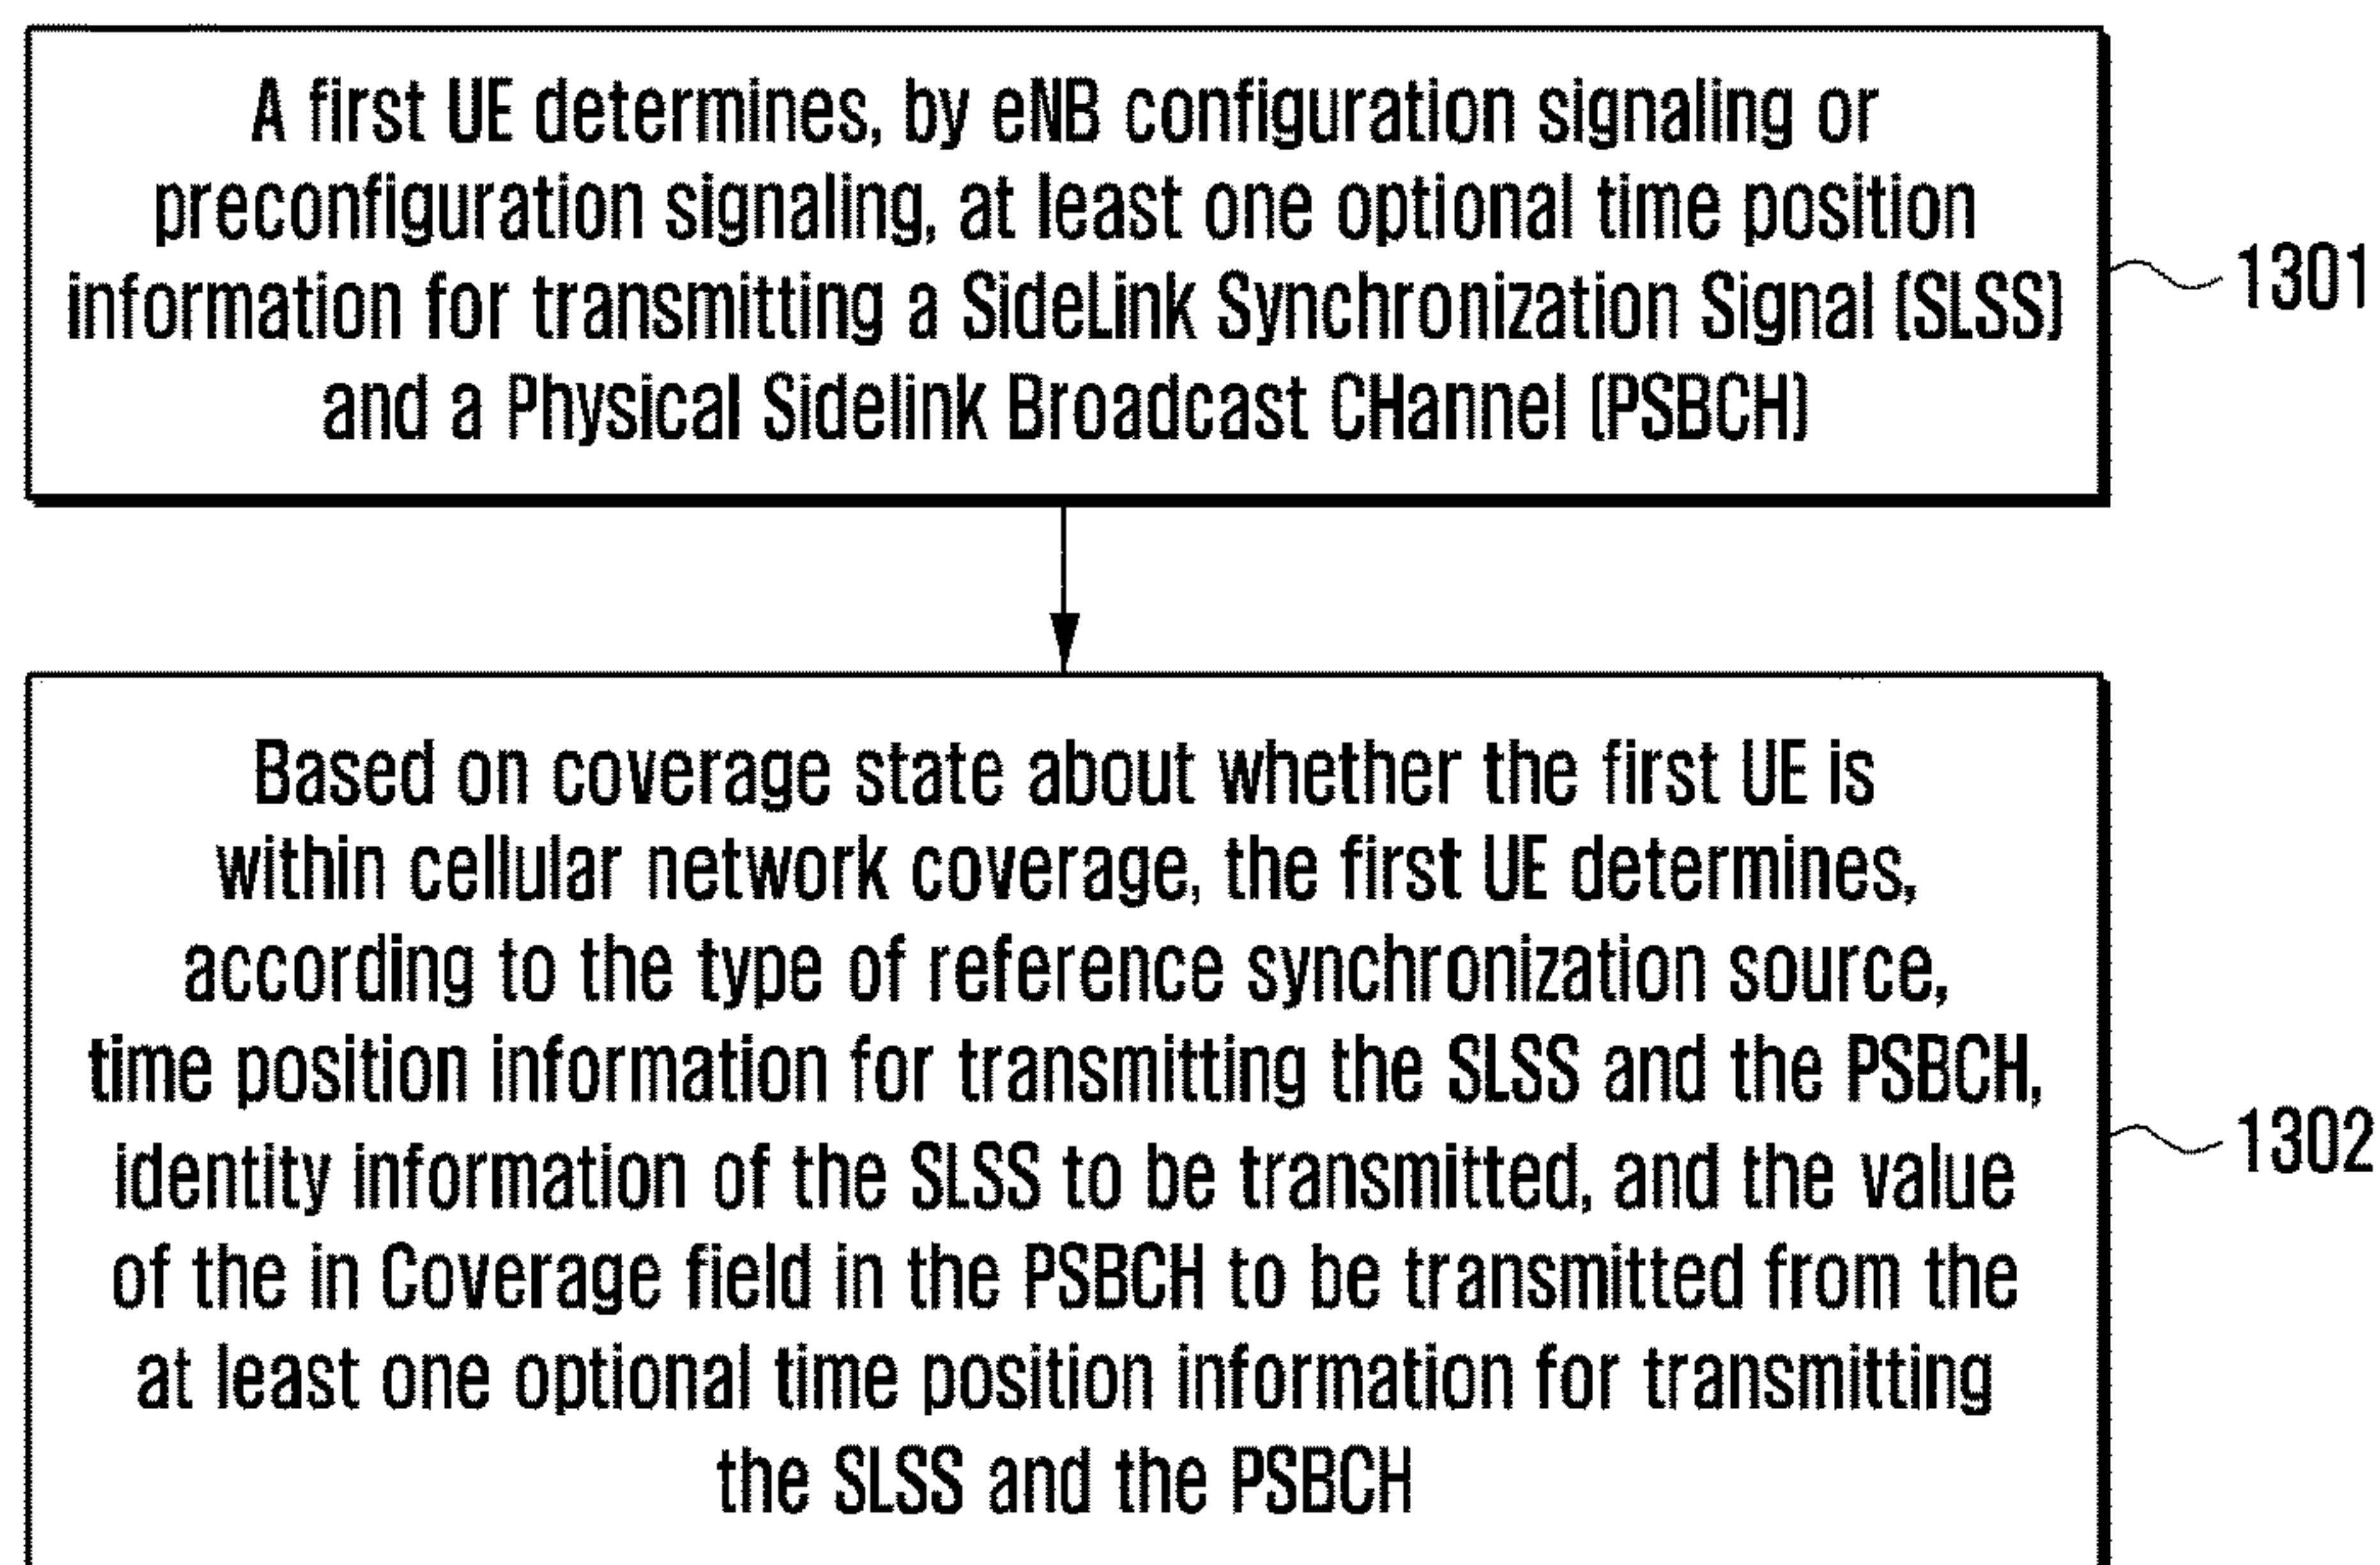 A first UE determines, by eNB configuration signaling or
preconfiguration signaling, at least one optional time position
information for transmitting a SideLink Synchronization Signal (SLSS)
and a Physical Sidelink Broadcast CHannel (PSBCH)
1301
Based on coverage state about whether the first UE is
within cellular network coverage, the first UE determines,
according to the type of reference synchronization source,
time position information for transmitting the SLSS and the PSBCH,
identity information of the SLSS to be transmitted, and the value
of the in Coverage field in the PSBCH to be transmitted from the
at least one optional time position information for transmitting
the SLSS and the PSBCH
1302